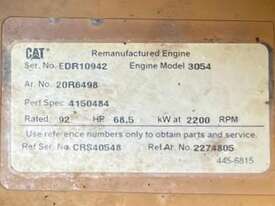 CAT Remanufactured Engine
Ser. No. EDR10942 Engine Model 3054
Ar. No. 20R6498
Perf Spec 4150484
Rated 92 HP 68.5 kW at 2200 RPM
Use reference numbers only to obtain parts and service.
Ref Ser No. CRS40548 Ref Ar. No. 2274805
445-6815